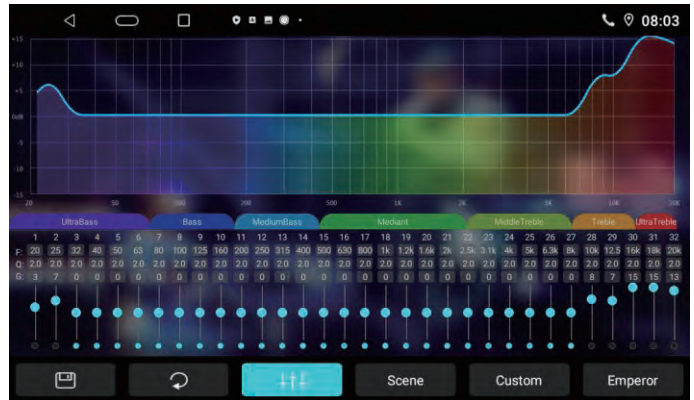 08:03
+15
+10
+5
0dB
-5
-10
-15
20 50 100 200 500 1K 2K 5K 10K 20K
UltraBass Bass MediumBass Mediant MiddleTreble Treble UltraTreble
1 2 3 4 5 6 7 8 9 10 11 12 13 14 15 16 17 18 19 20 21 22 23 24 25 26 27 28 29 30 31 32
F: 20 25 32 40 50 63 80 100 125 160 200 250 315 400 500 630 800 1k 1.2k 1.6k 2k 2.5k 3.1k 4k 5k 6.3k 8k 10k 12.5 16k 18k 20k
Q: 2.0 2.0 2.0 2.0 2.0 2.0 2.0 2.0 2.0 2.0 2.0 2.0 2.0 2.0 2.0 2.0 2.0 2.0 2.0 2.0 2.0 2.0 2.0 2.0 2.0 2.0 2.0 2.0 2.0 2.0 2.0 2.0
G: 3 7 0 0 0 0 0 0 0 0 0 0 0 0 0 0 0 0 0 0 0 0 0 0 0 0 0 8 7 15 15 13
Scene Custom Emperor